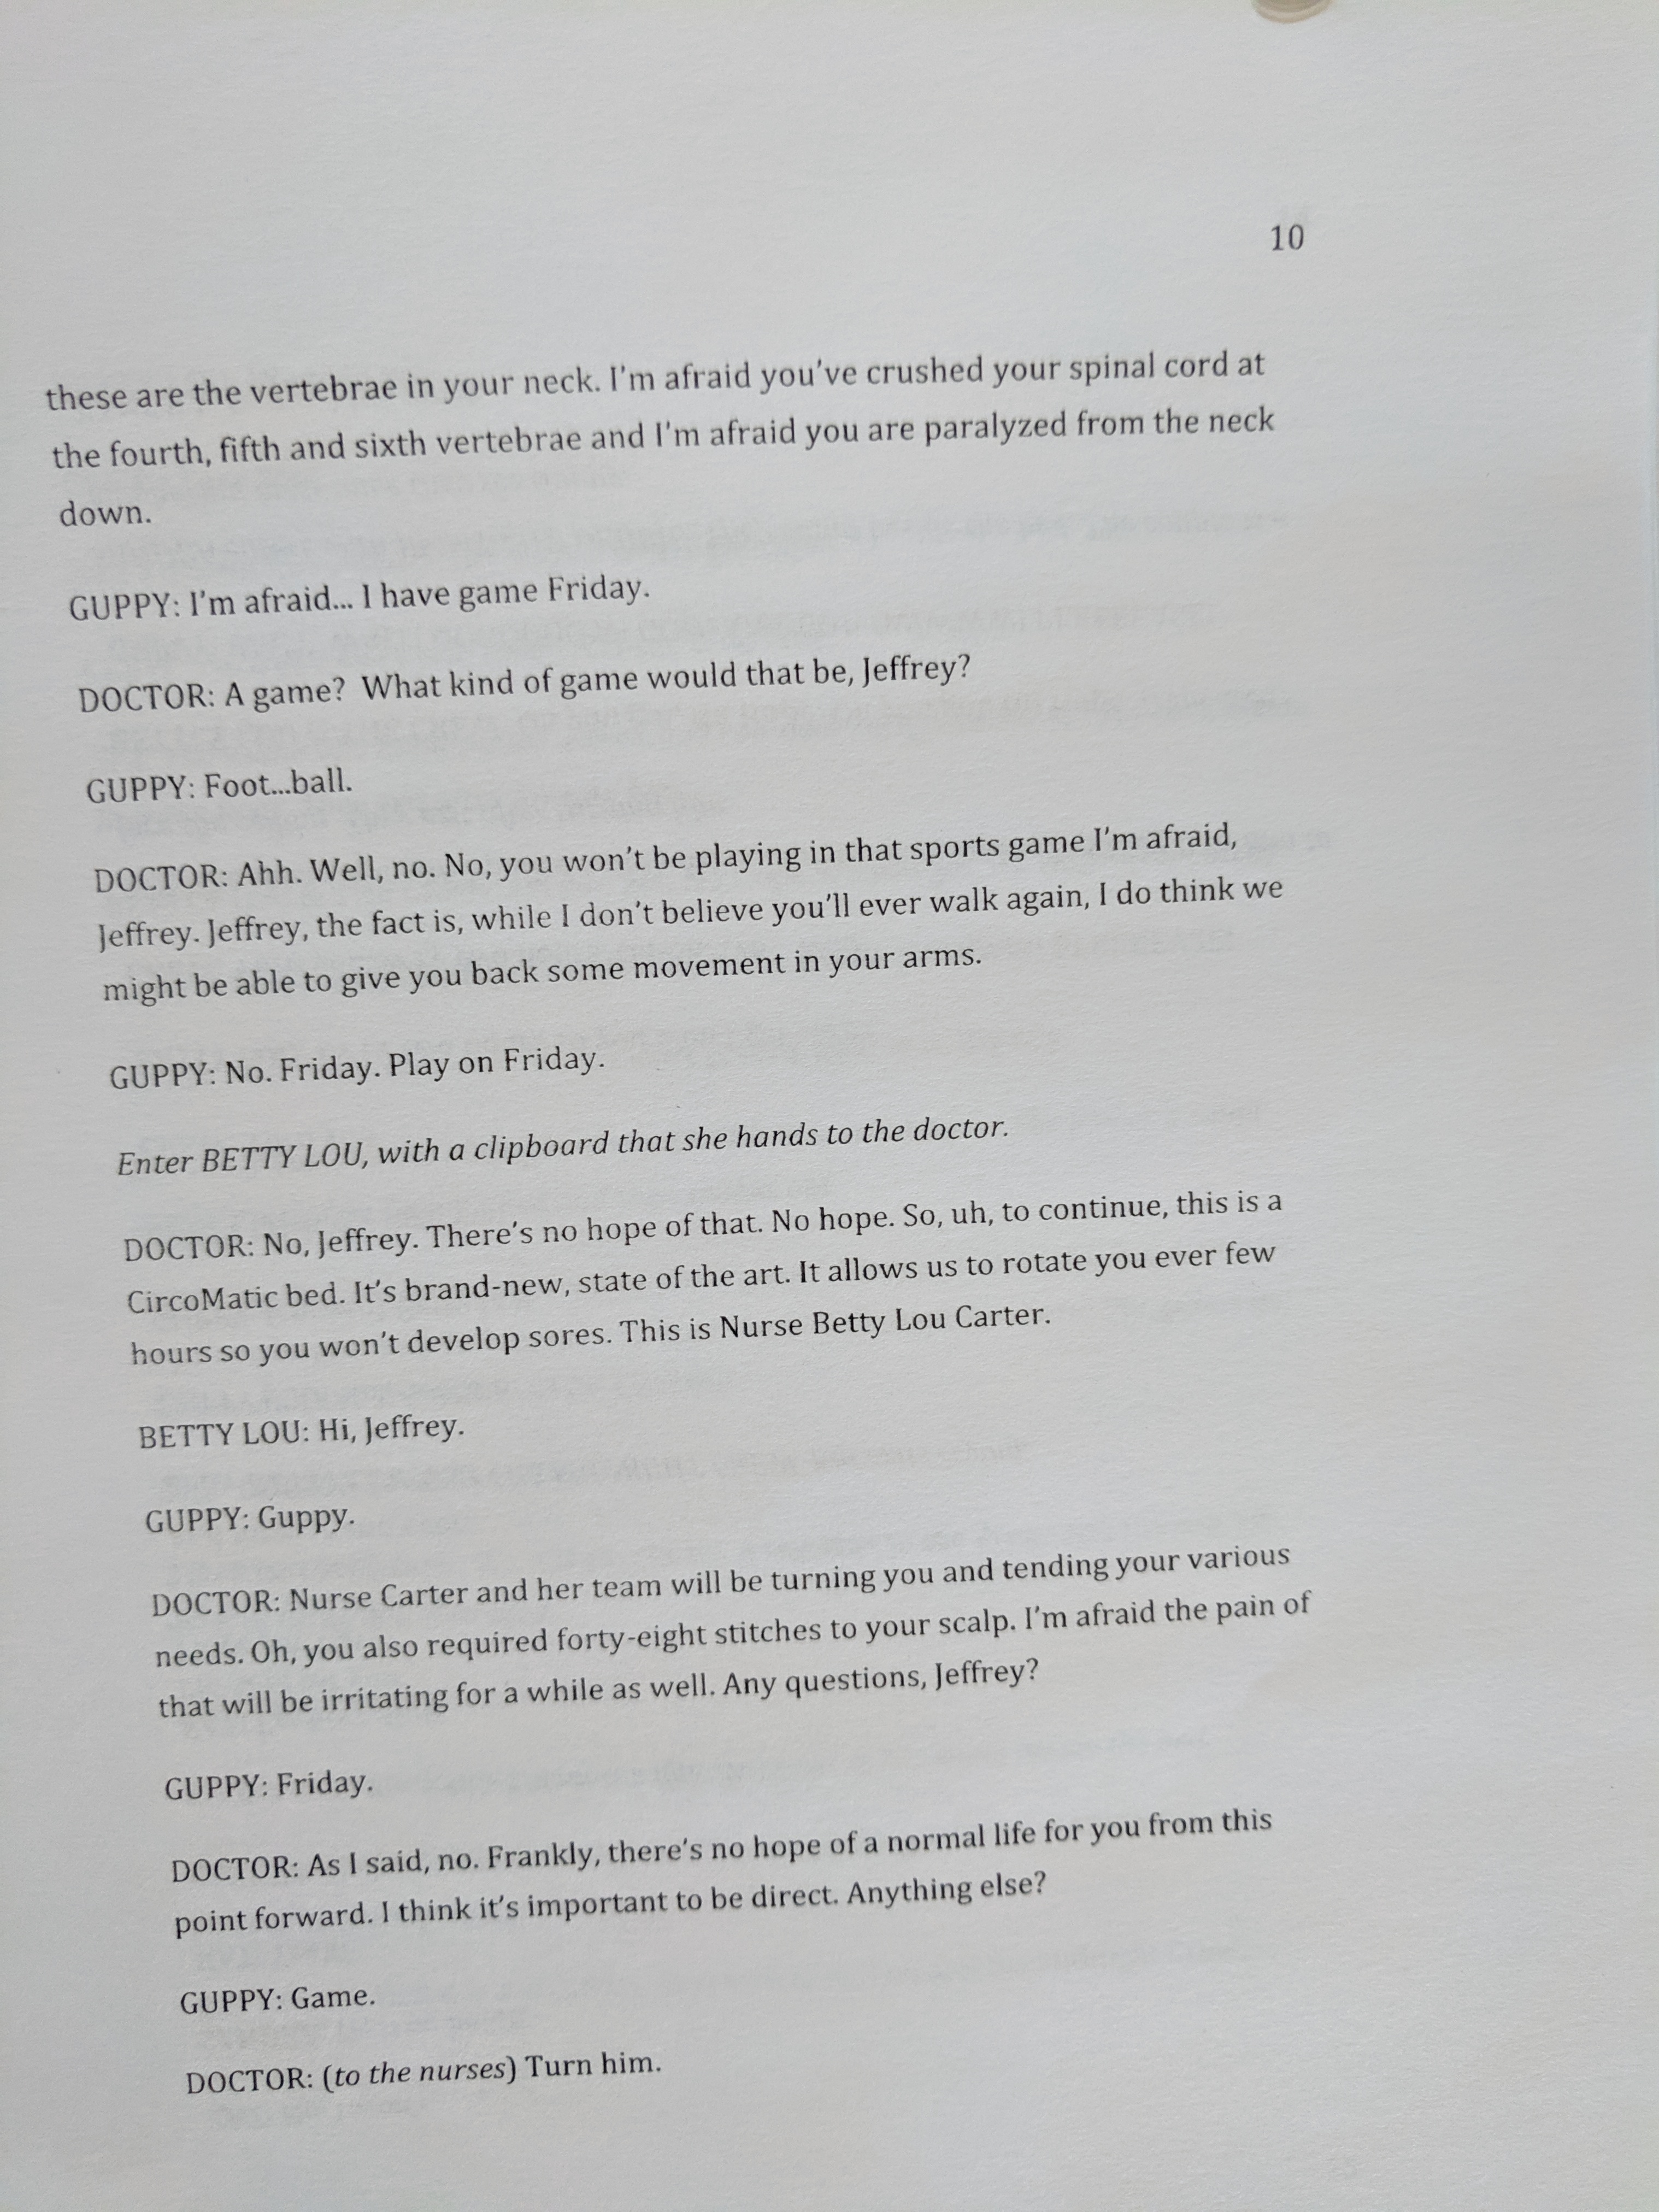 10
these are the vertebrae in your neck. I'm afraid you've crushed your spinal cord at
the fourth, fifth and sixth vertebrae and I'm afraid you are paralyzed from the neck
down.
GUPPY: I'm afraid... I have game Friday.
DOCTOR: A game?  What kind of game would that be, Jeffrey?
GUPPY: Foot...ball.
DOCTOR: Ahh. Well, no. No, you won't be playing in that sports game I'm afraid,
Jeffrey. Jeffrey, the fact is, while I don't believe you'll ever walk again, I do think we
might be able to give you back some movement in your arms.
GUPPY: No. Friday. Play on Friday.
Enter BETTY LOU, with a clipboard that she hands to the doctor.
DOCTOR: No, Jeffrey. There's no hope of that. No hope. So, uh, to continue, this is a
CircoMatic bed. It's brand-new, state of the art. It allows us to rotate you ever few
hours so you won't develop sores. This is Nurse Betty Lou Carter.
BETTY LOU: Hi, Jeffrey.
GUPPY: Guppy.
DOCTOR: Nurse Carter and her team will be turning you and tending your various
needs. Oh, you also required forty-eight stitches to your scalp. I'm afraid the pain of
that will be irritating for a while as well. Any questions, Jeffrey?
GUPPY: Friday.
DOCTOR: As I said, no. Frankly, there's no hope of a normal life for you from this
point forward. I think it's important to be direct. Anything else?
GUPPY: Game.
DOCTOR: (to the nurses) Turn him.